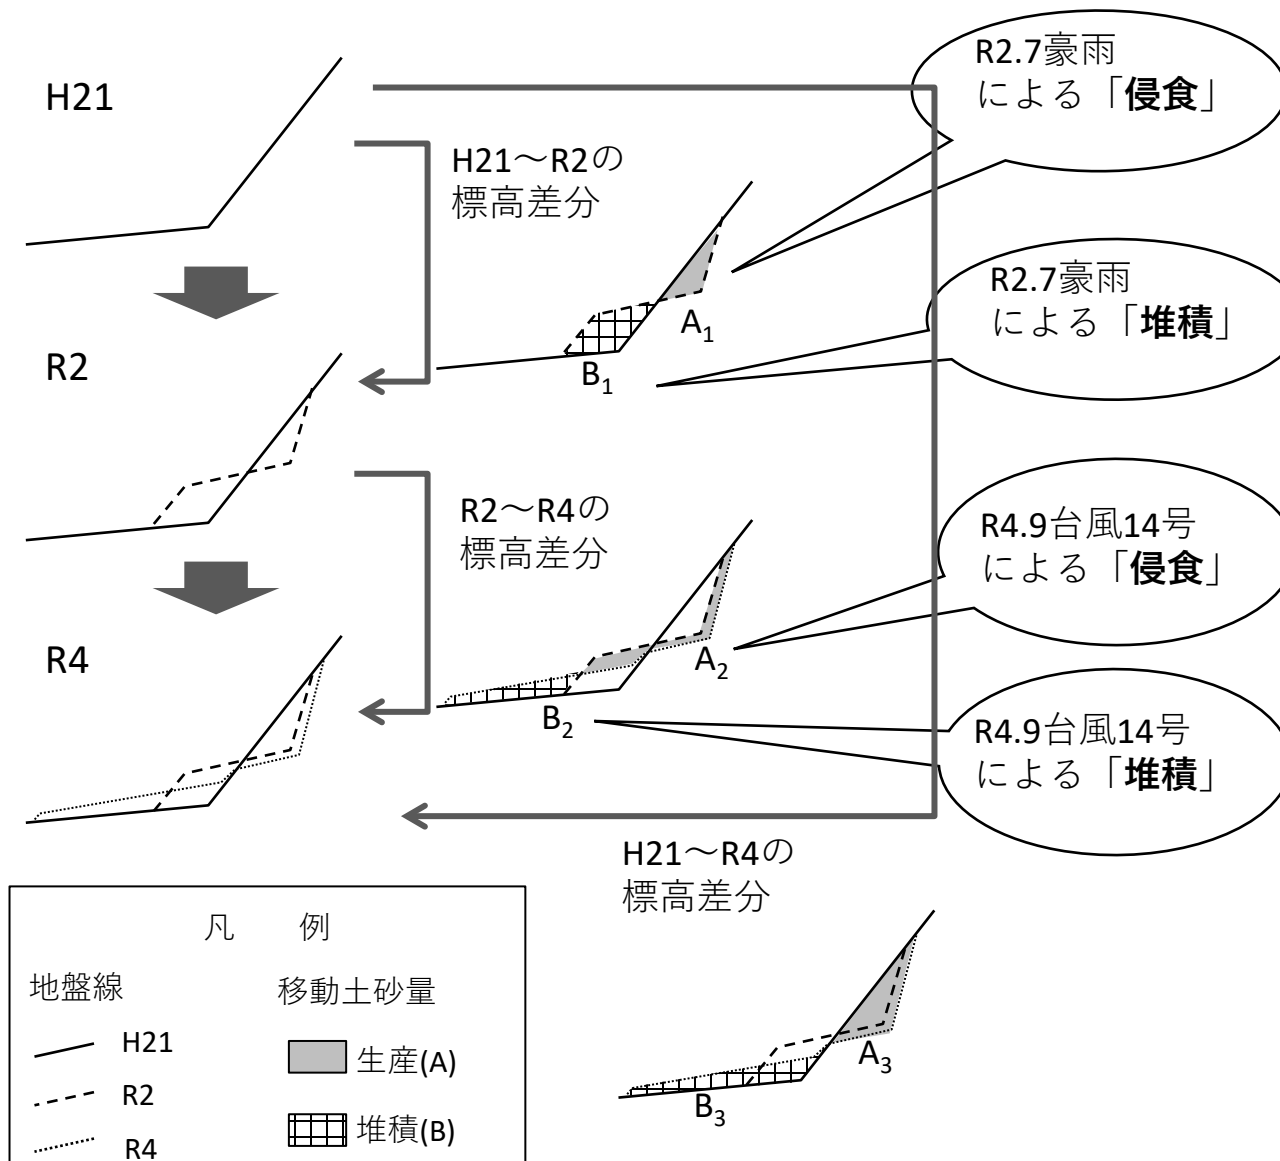 H21
R2.7豪雨
による「侵食」
H21～R2の
標高差分
A1
B1
R2.7豪雨
による「堆積」
R2
R2～R4の
標高差分
A2
B2
R4.9台風14号
による「侵食」
R4
R4.9台風14号
による「堆積」
H21～R4の
標高差分
A3
B3
凡 例
地盤線
移動土砂量
H21
R2
R4
生産(A)
堆積(B)